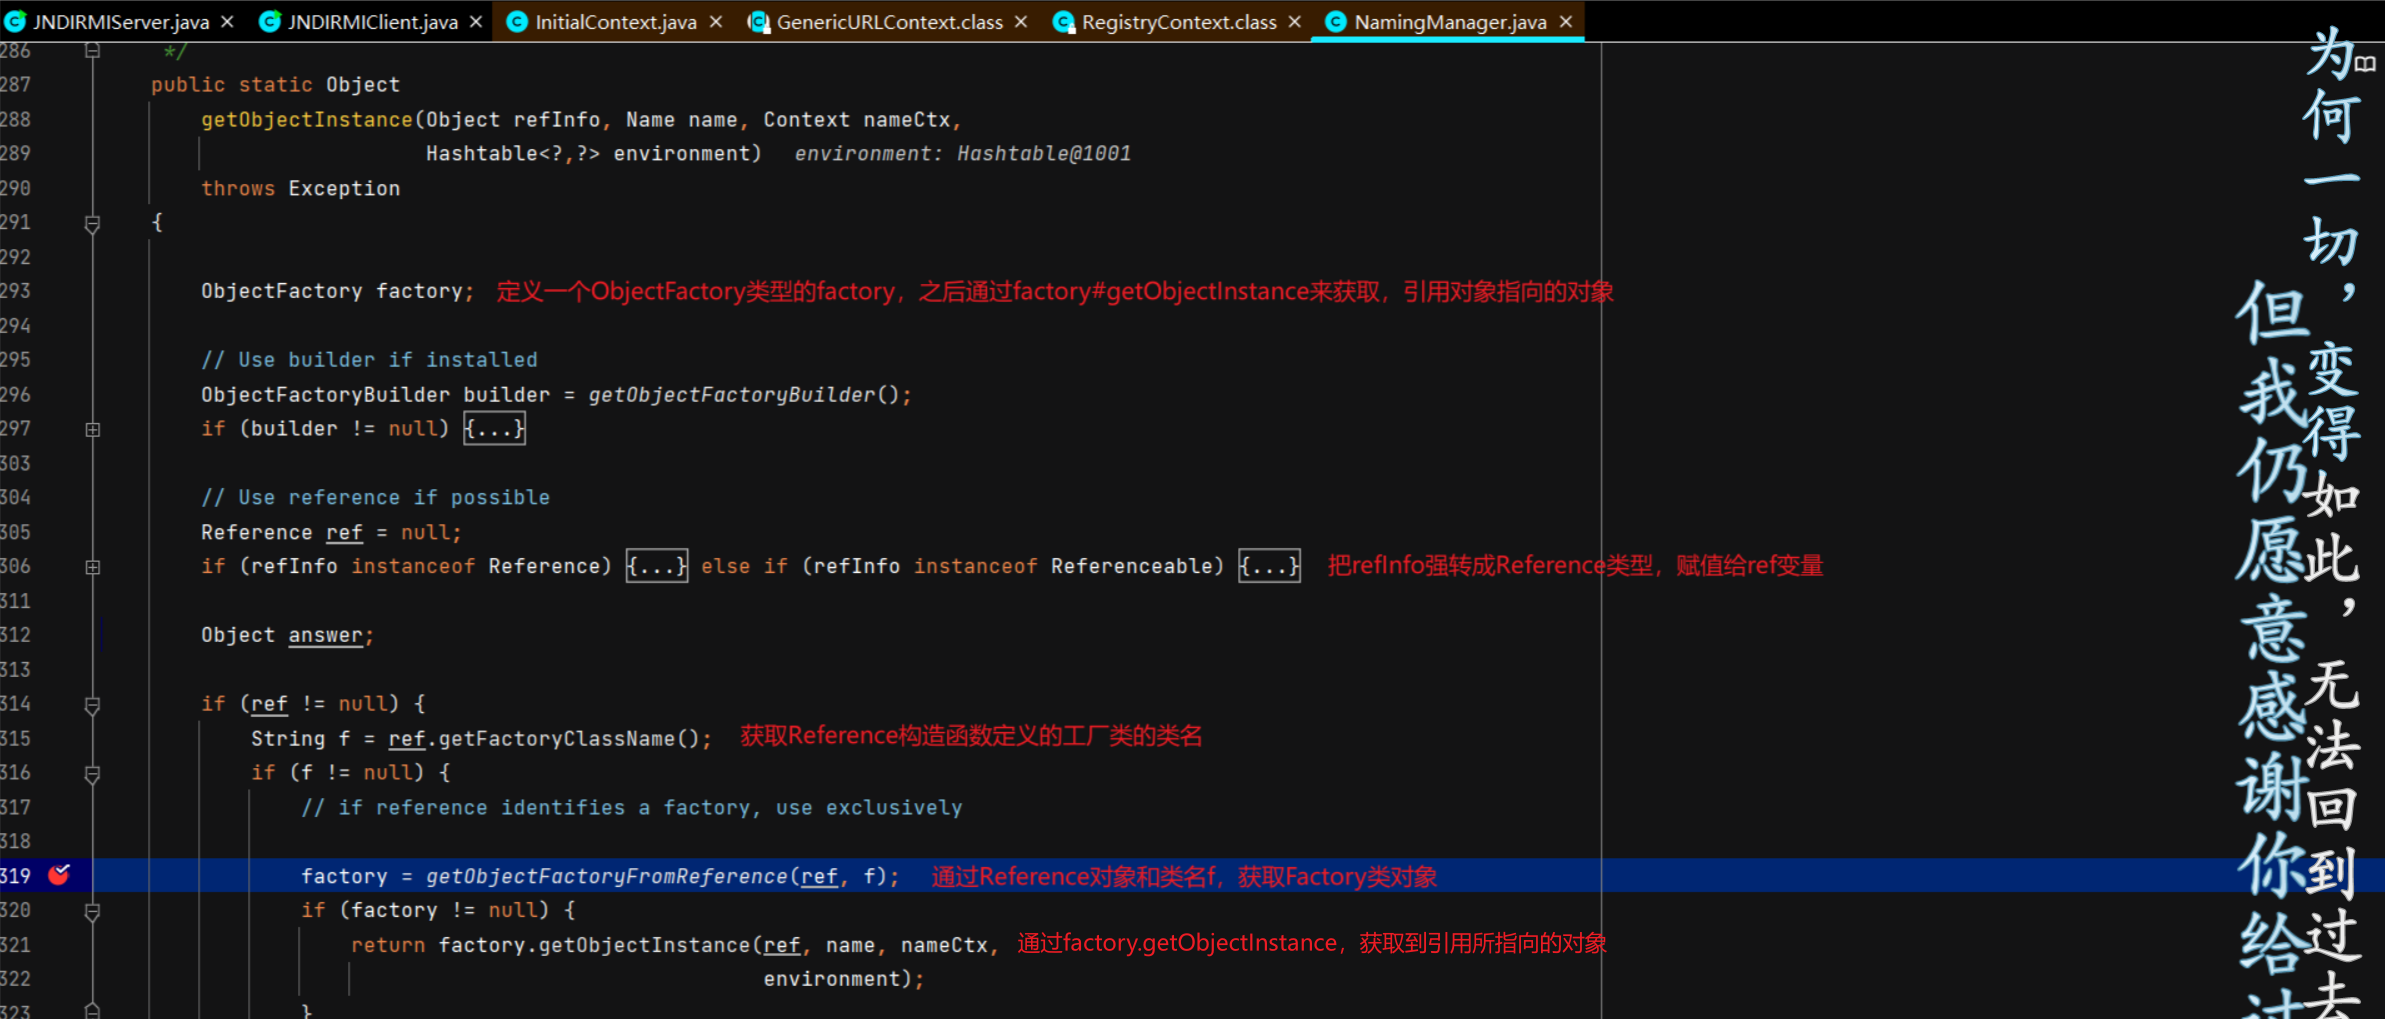 JNDIRMIServer.java × JNDIRMIClient.java × InitialContext.java × GenericURLContext.class × RegistryContext.class × NamingManager.java ×
286 */
287 public static Object
288 getObjectInstance(Object refInfo, Name name, Context nameCtx,
289 Hashtable<?,?> environment) environment: Hashtable@1001
290 throws Exception
291 {
292
293 ObjectFactory factory; 定义一个ObjectFactory类型的factory，之后通过factory#getObjectInstance来获取，引用对象指向的对象
294
295 // Use builder if installed
296 ObjectFactoryBuilder builder = getObjectFactoryBuilder();
297 if (builder != null) {...}
303
304 // Use reference if possible
305 Reference ref = null;
306 if (refInfo instanceof Reference) {...} else if (refInfo instanceof Referenceable) {...} 把refInfo强转成Reference类型，赋值给ref变量
311
312 Object answer;
313
314 if (ref != null) {
315 String f = ref.getFactoryClassName(); 获取Reference构造函数定义的工厂类的类名
316 if (f != null) {
317 // if reference identifies a factory, use exclusively
318
319 factory = getObjectFactoryFromReference(ref, f); 通过Reference对象和类名f，获取Factory类对象
320 if (factory != null) {
321 return factory.getObjectInstance(ref, name, nameCtx, 通过factory.getObjectInstance，获取到引用所指向的对象
322 environment);
323 }
为何一切，变得如此，无法回到过去
但我仍愿意感谢你给过